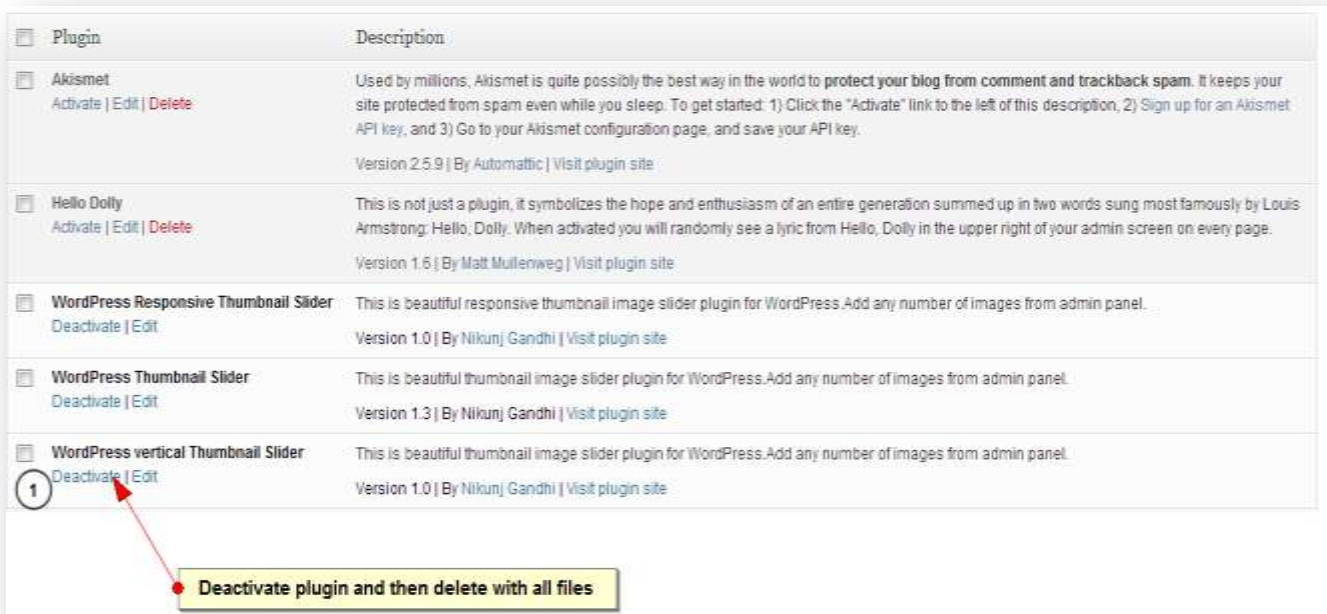 Plugin Description
Akismet
Activate | Edit | Delete
Used by millions, Akismet is quite possibly the best way in the world to protect your blog from comment and trackback spam. It keeps your
site protected from spam even while you sleep. To get started: 1) Click the "Activate" link to the left of this description, 2) Sign up for an Akismet
API key, and 3) Go to your Akismet configuration page, and save your API key.
Version 2.5.9 | By Automattic | Visit plugin site
Hello Dolly
Activate | Edit | Delete
This is not just a plugin, it symbolizes the hope and enthusiasm of an entire generation summed up in two words sung most famously by Louis
Armstrong: Hello, Dolly. When activated you will randomly see a lyric from Hello, Dolly in the upper right of your admin screen on every page.
Version 1.6 | By Matt Mullenweg | Visit plugin site
WordPress Responsive Thumbnail Slider
Deactivate | Edit
This is beautiful responsive thumbnail image slider plugin for WordPress.Add any number of images from admin panel.
Version 1.0 | By Nikunj Gandhi | Visit plugin site
WordPress Thumbnail Slider
Deactivate | Edit
This is beautiful thumbnail image slider plugin for WordPress.Add any number of images from admin panel.
Version 1.3 | By Nikunj Gandhi | Visit plugin site
WordPress vertical Thumbnail Slider
Deactivate | Edit
This is beautiful thumbnail image slider plugin for WordPress.Add any number of images from admin panel.
Version 1.0 | By Nikunj Gandhi | Visit plugin site
1
Deactivate plugin and then delete with all files